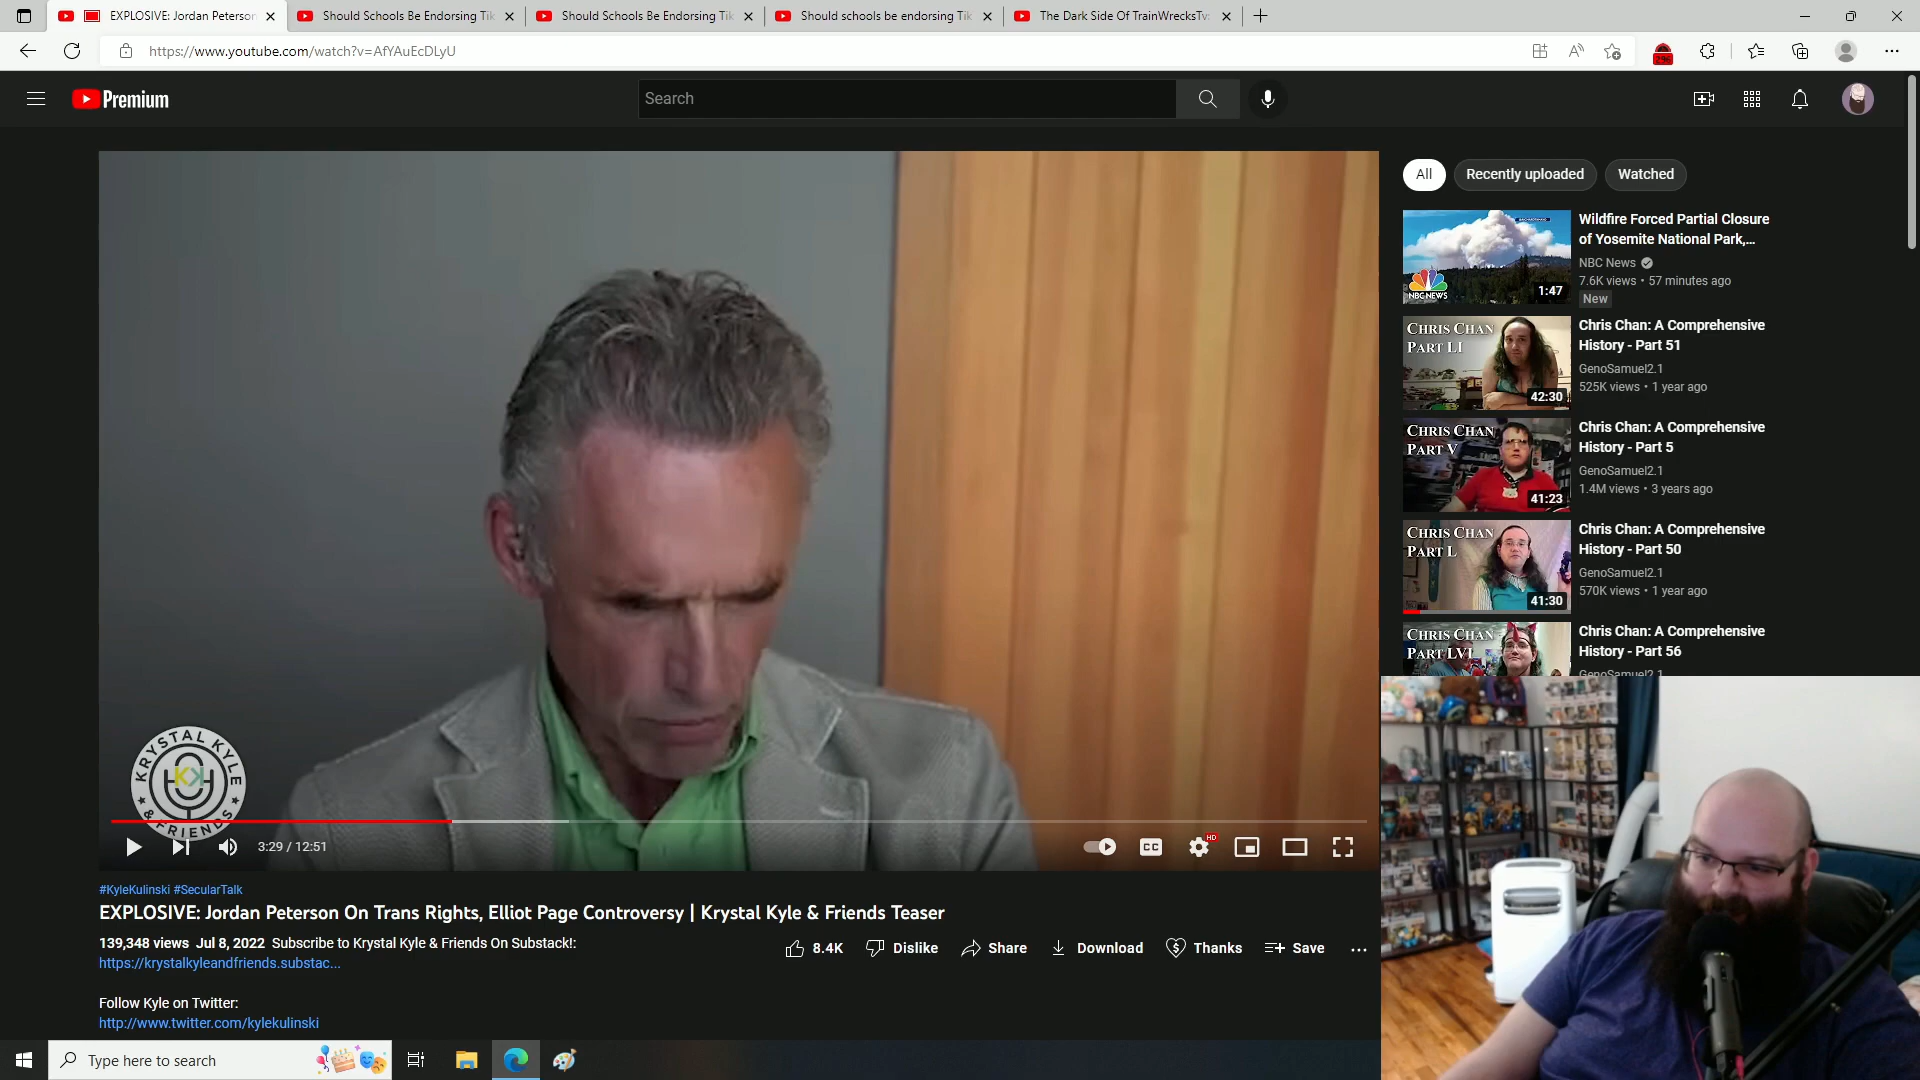 EXPLOSIVE: Jordan Peterson
Should Schools Be Endorsing Tik
Should Schools Be Endorsing Tik
Should schools be endorsing Tik
The Dark Side Of TrainWrecksTv:
https://www.youtube.com/watch?v=AfYAuEcDLyU
296
Premium
Search
All
Recently uploaded
Watched
Wildfire Forced Partial Closure
of Yosemite National Park,...
NBC News
7.6K views • 57 minutes ago
New
NBC NEWS
1:47
CHRIS CHAN
PART LI
42:30
Chris Chan: A Comprehensive
History - Part 51
GenoSamuel2.1
525K views • 1 year ago
CHRIS CHAN
PART V
41:23
Chris Chan: A Comprehensive
History - Part 5
GenoSamuel2.1
1.4M views • 3 years ago
CHRIS CHAN
PART L
41:30
Chris Chan: A Comprehensive
History - Part 50
GenoSamuel2.1
570K views • 1 year ago
CHRIS CHAN
PART LVI
Chris Chan: A Comprehensive
History - Part 56
GenoSamuel2.1
KRYSTAL KYLE
KK
& FRIENDS
3:29 / 12:51
CC
HD
#KyleKulinski #SecularTalk
EXPLOSIVE: Jordan Peterson On Trans Rights, Elliot Page Controversy | Krystal Kyle & Friends Teaser
139,348 views Jul 8, 2022 Subscribe to Krystal Kyle & Friends On Substack!:
https://krystalkyleandfriends.substac...
8.4K
Dislike
Share
Download
Thanks
Save
Follow Kyle on Twitter:
http://www.twitter.com/kylekulinski
Type here to search